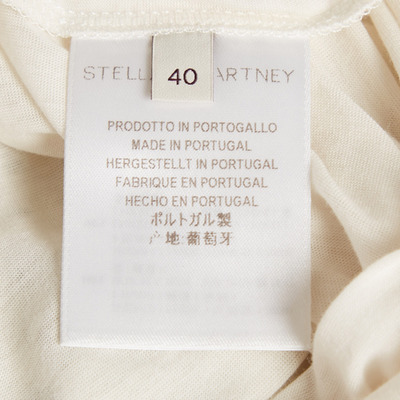 STELL ARTNEY
40
PRODOTTO IN PORTOGALLO
MADE IN PORTUGAL
HERGESTELLT IN PORTUGAL
FABRIQUE EN PORTUGAL
HECHO EN PORTUGAL
ポルトガル製
产地 葡萄牙